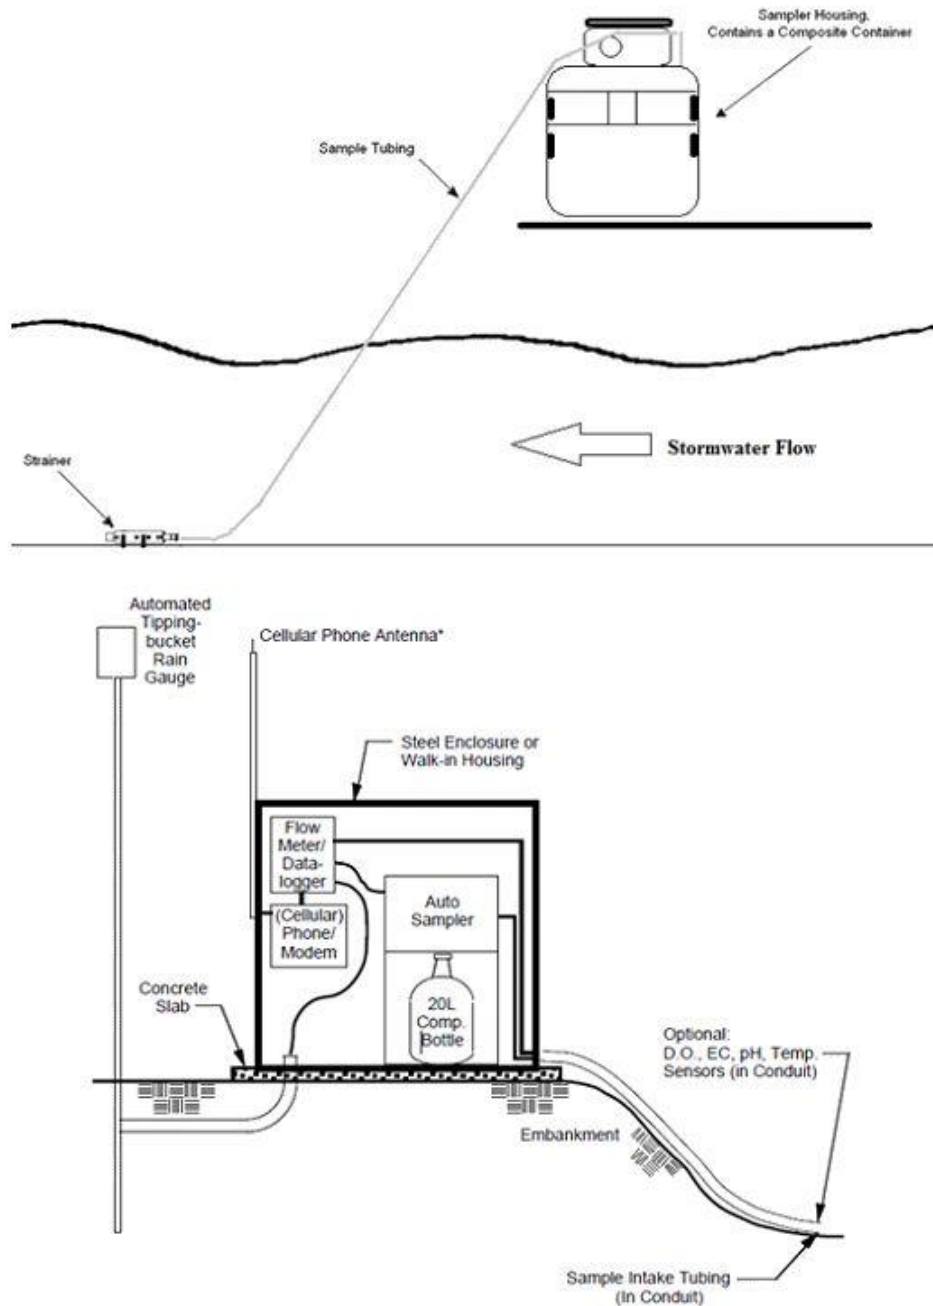 Sampler Housing,
Contains a Composite Container
Sample Tubing
Stormwater Flow
Strainer
Automated
Tipping-
bucket
Rain
Gauge
Cellular Phone Antenna*
Steel Enclosure or
Walk-in Housing
Flow
Meter/
Data-
logger
(Cellular)
Phone/
Modem
Auto
Sampler
20L
Comp.
Bottle
Concrete
Slab
Optional:
D.O., EC, pH, Temp.
Sensors (in Conduit)
Embankment
Sample Intake Tubing
(In Conduit)